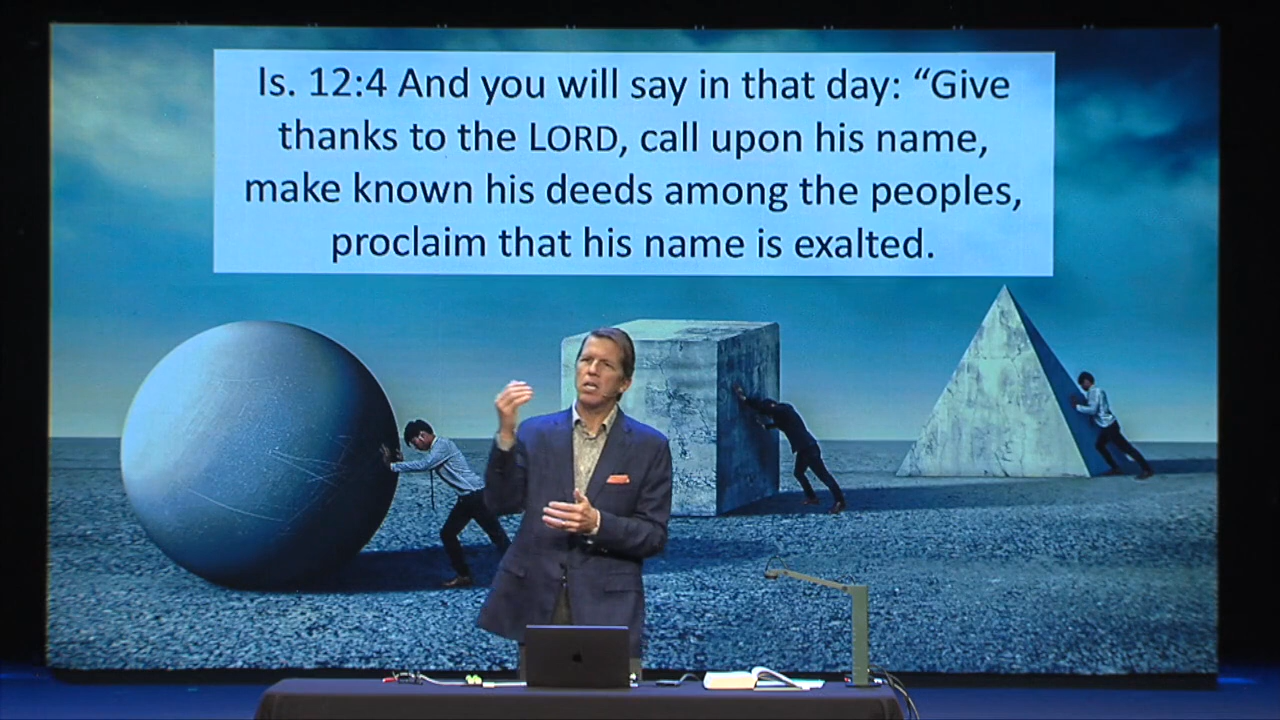 Is. 12:4 And you will say in that day: “Give
thanks to the LORD, call upon his name,
make known his deeds among the peoples,
proclaim that his name is exalted.